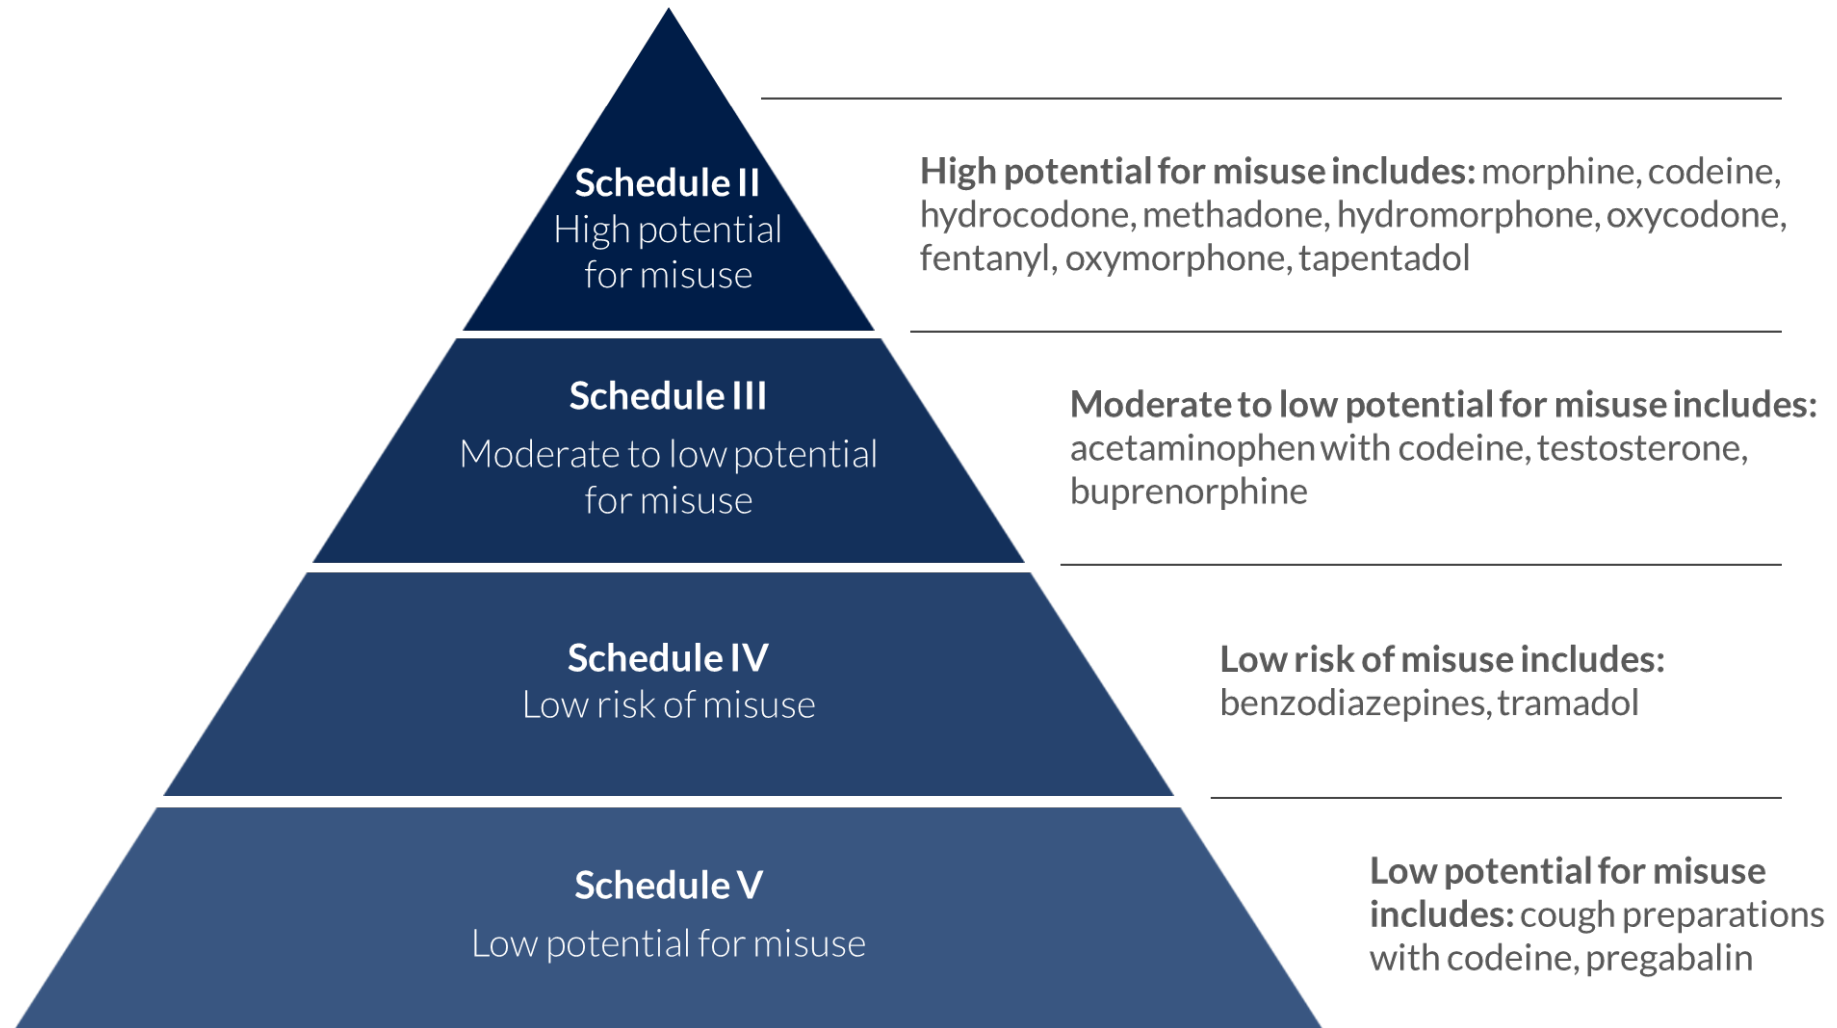 Schedule II
High potential
for misuse
High potential for misuse includes: morphine, codeine,
hydrocodone, methadone, hydromorphone, oxycodone,
fentanyl, oxymorphone, tapentadol
Schedule III
Moderate to low potential
for misuse
Moderate to low potential for misuse includes:
acetaminophen with codeine, testosterone,
buprenorphine
Schedule IV
Low risk of misuse
Low risk of misuse includes:
benzodiazepines, tramadol
Schedule V
Low potential for misuse
Low potential for misuse
includes: cough preparations
with codeine, pregabalin